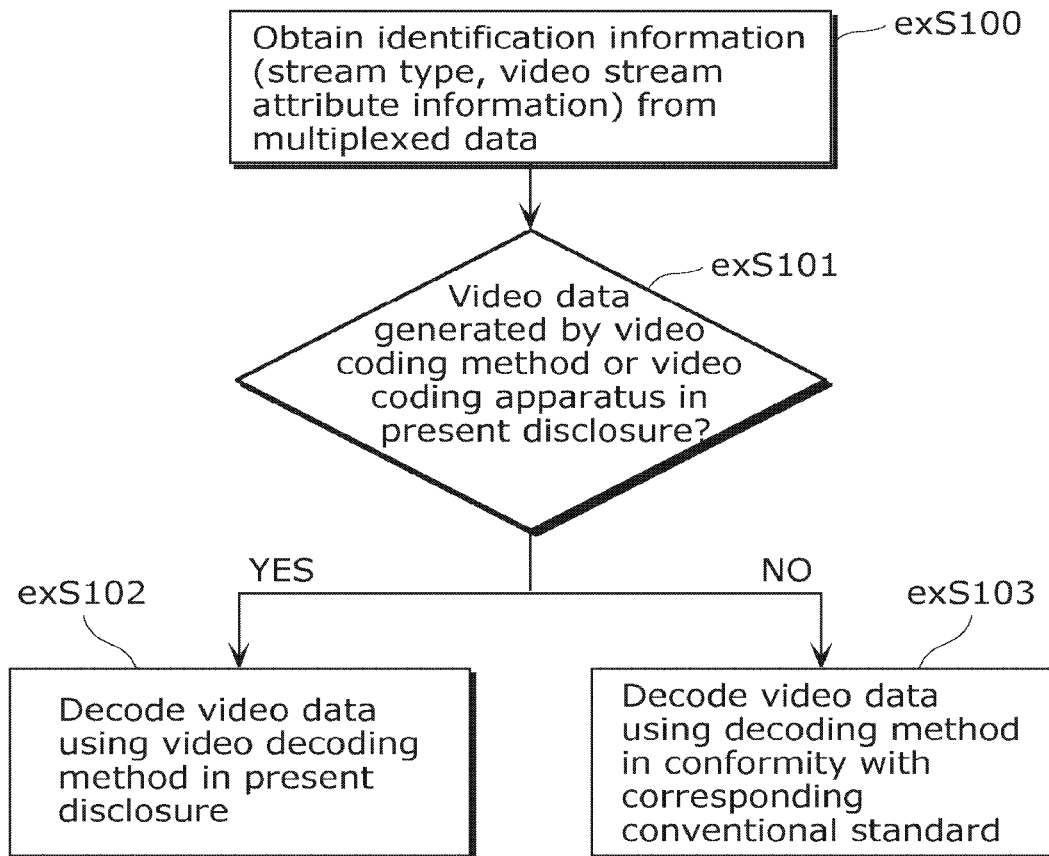 exS100
Obtain identification information
(stream type, video stream
attribute information) from
multiplexed data
exS101
Video data
generated by video
coding method or video
coding apparatus in
present disclosure?
YES
NO
exS102
exS103
Decode video data
using video decoding
method in present
disclosure
Decode video data
using decoding method
in conformity with
corresponding
conventional standard